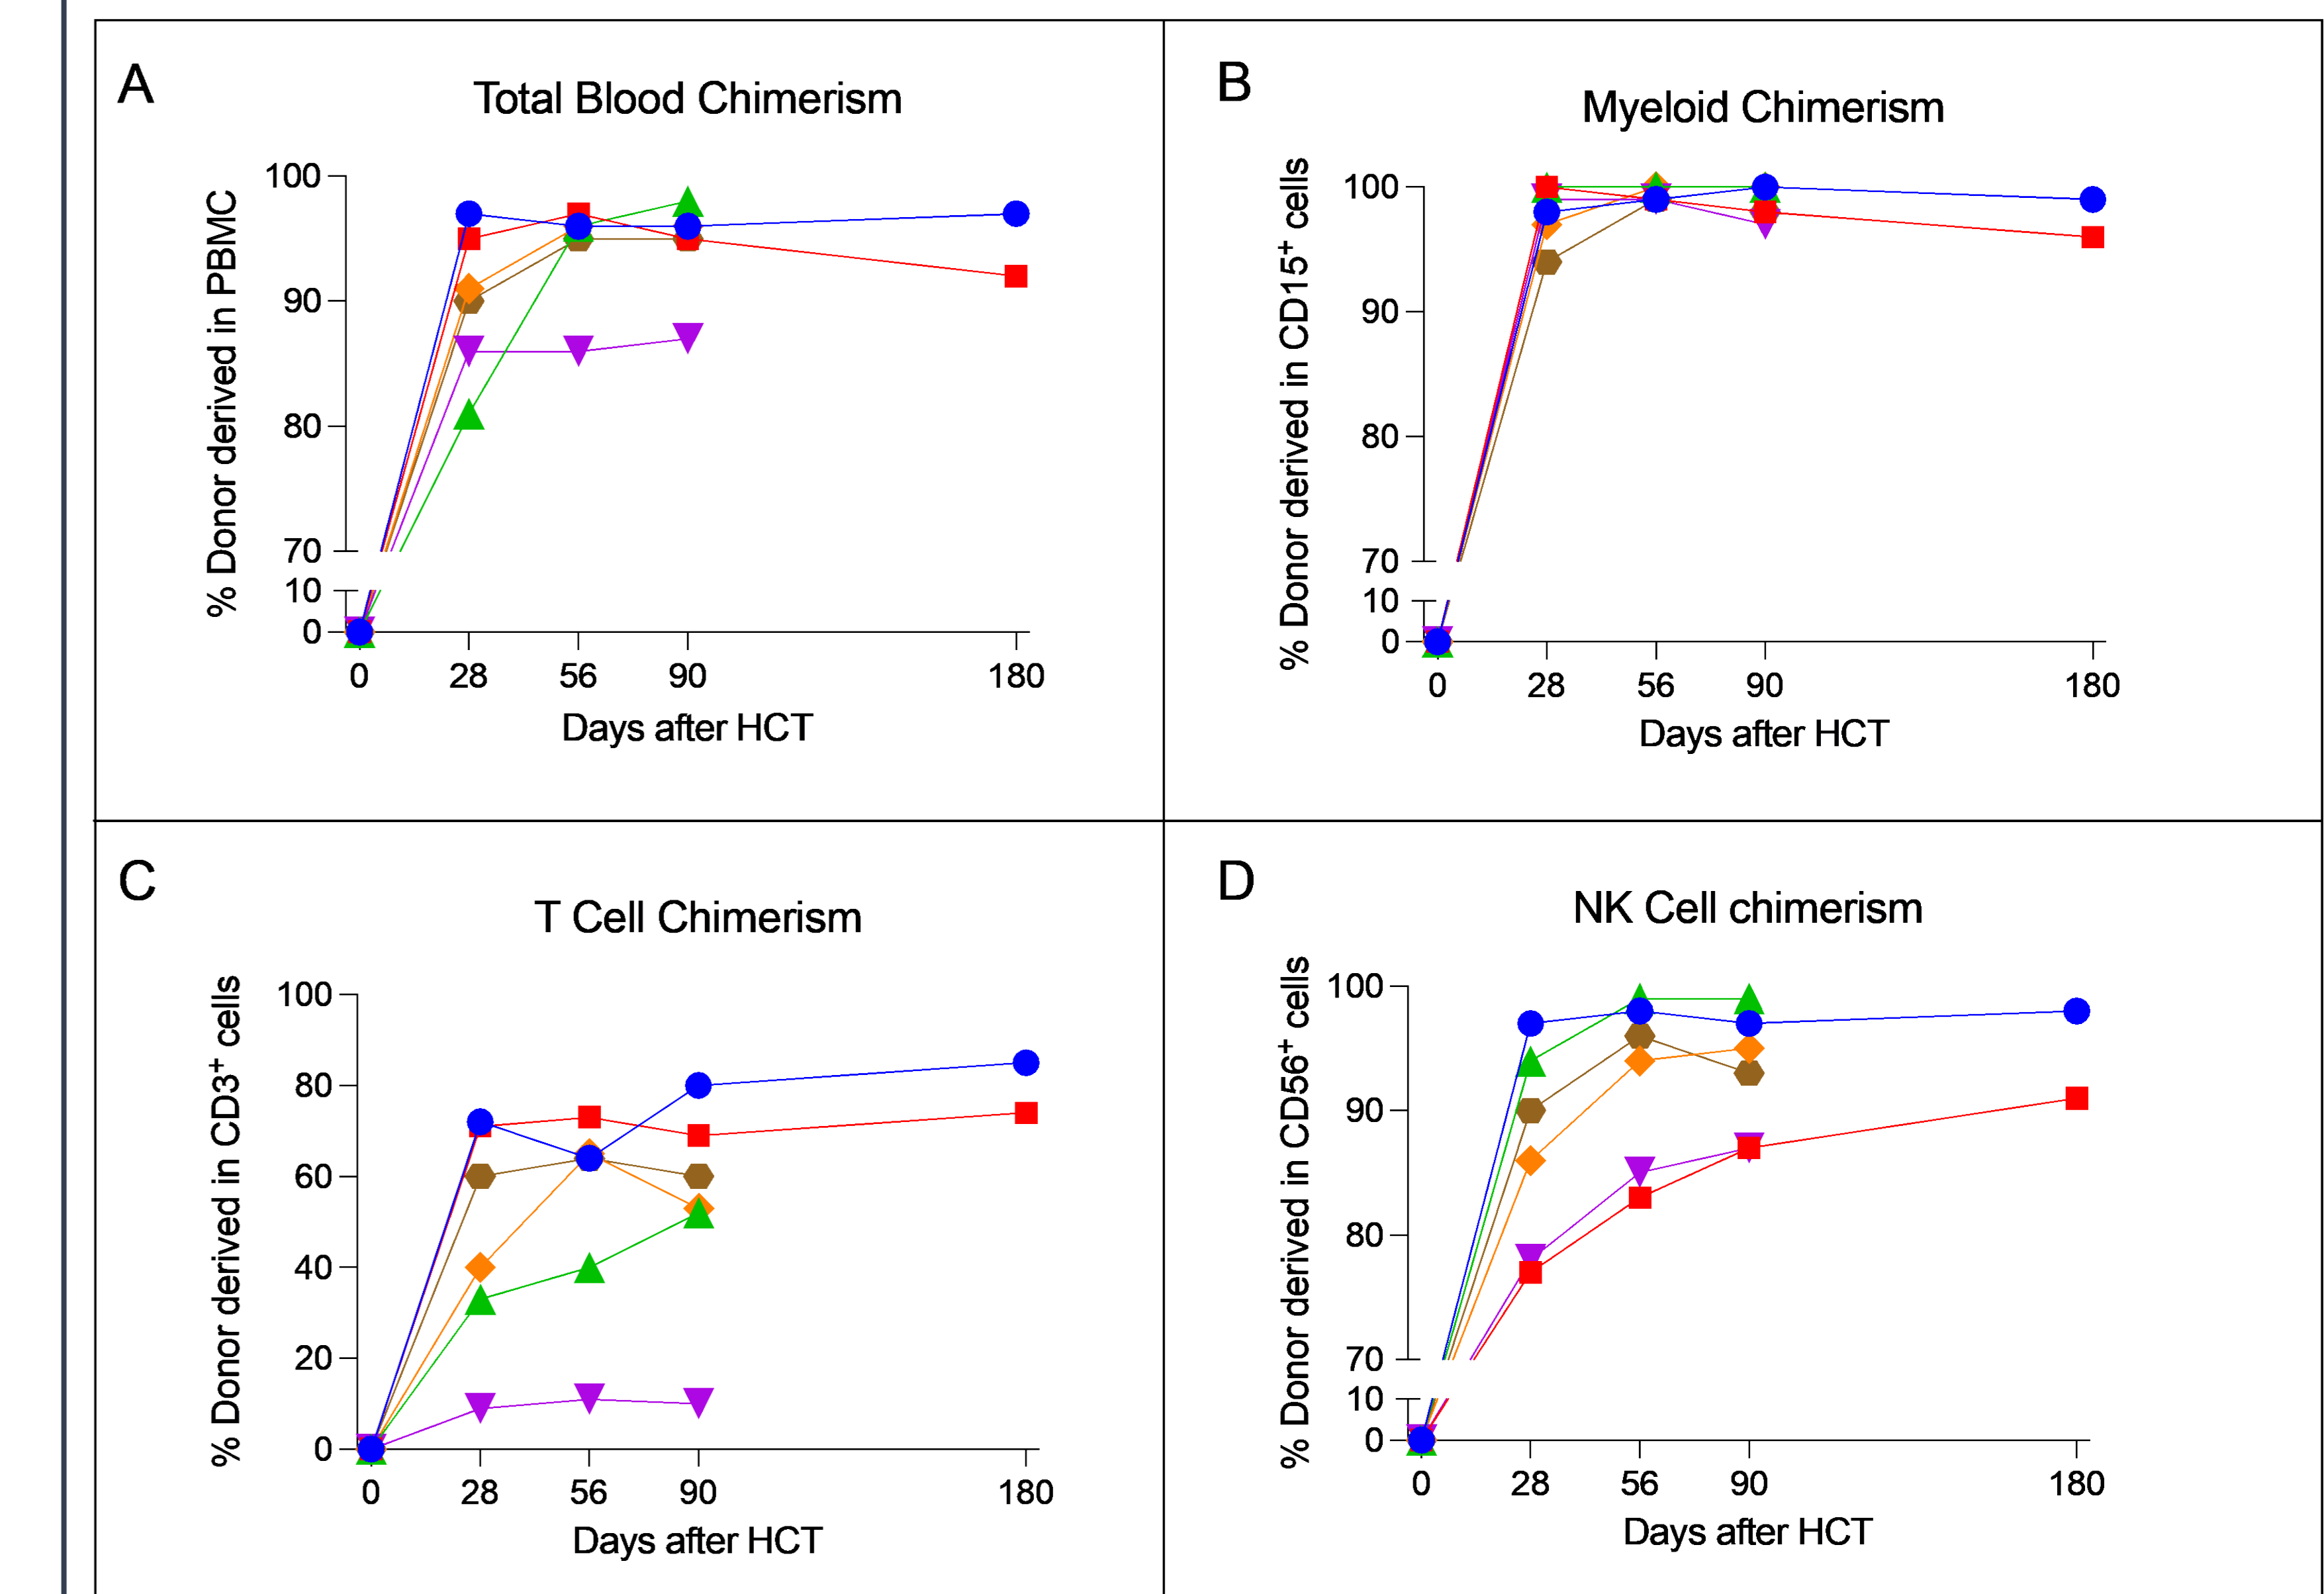 A
Total Blood Chimerism
% Donor derived in PBMC
100
90
80
70
10
0
0 28 56 90 180
Days after HCT
B
Myeloid Chimerism
% Donor derived in CD15+ cells
100
90
80
70
10
0
0 28 56 90 180
Days after HCT
C
T Cell Chimerism
% Donor derived in CD3+ cells
100
80
60
40
20
0
0 28 56 90 180
Days after HCT
D
NK Cell chimerism
% Donor derived in CD56+ cells
100
90
80
70
10
0
0 28 56 90 180
Days after HCT